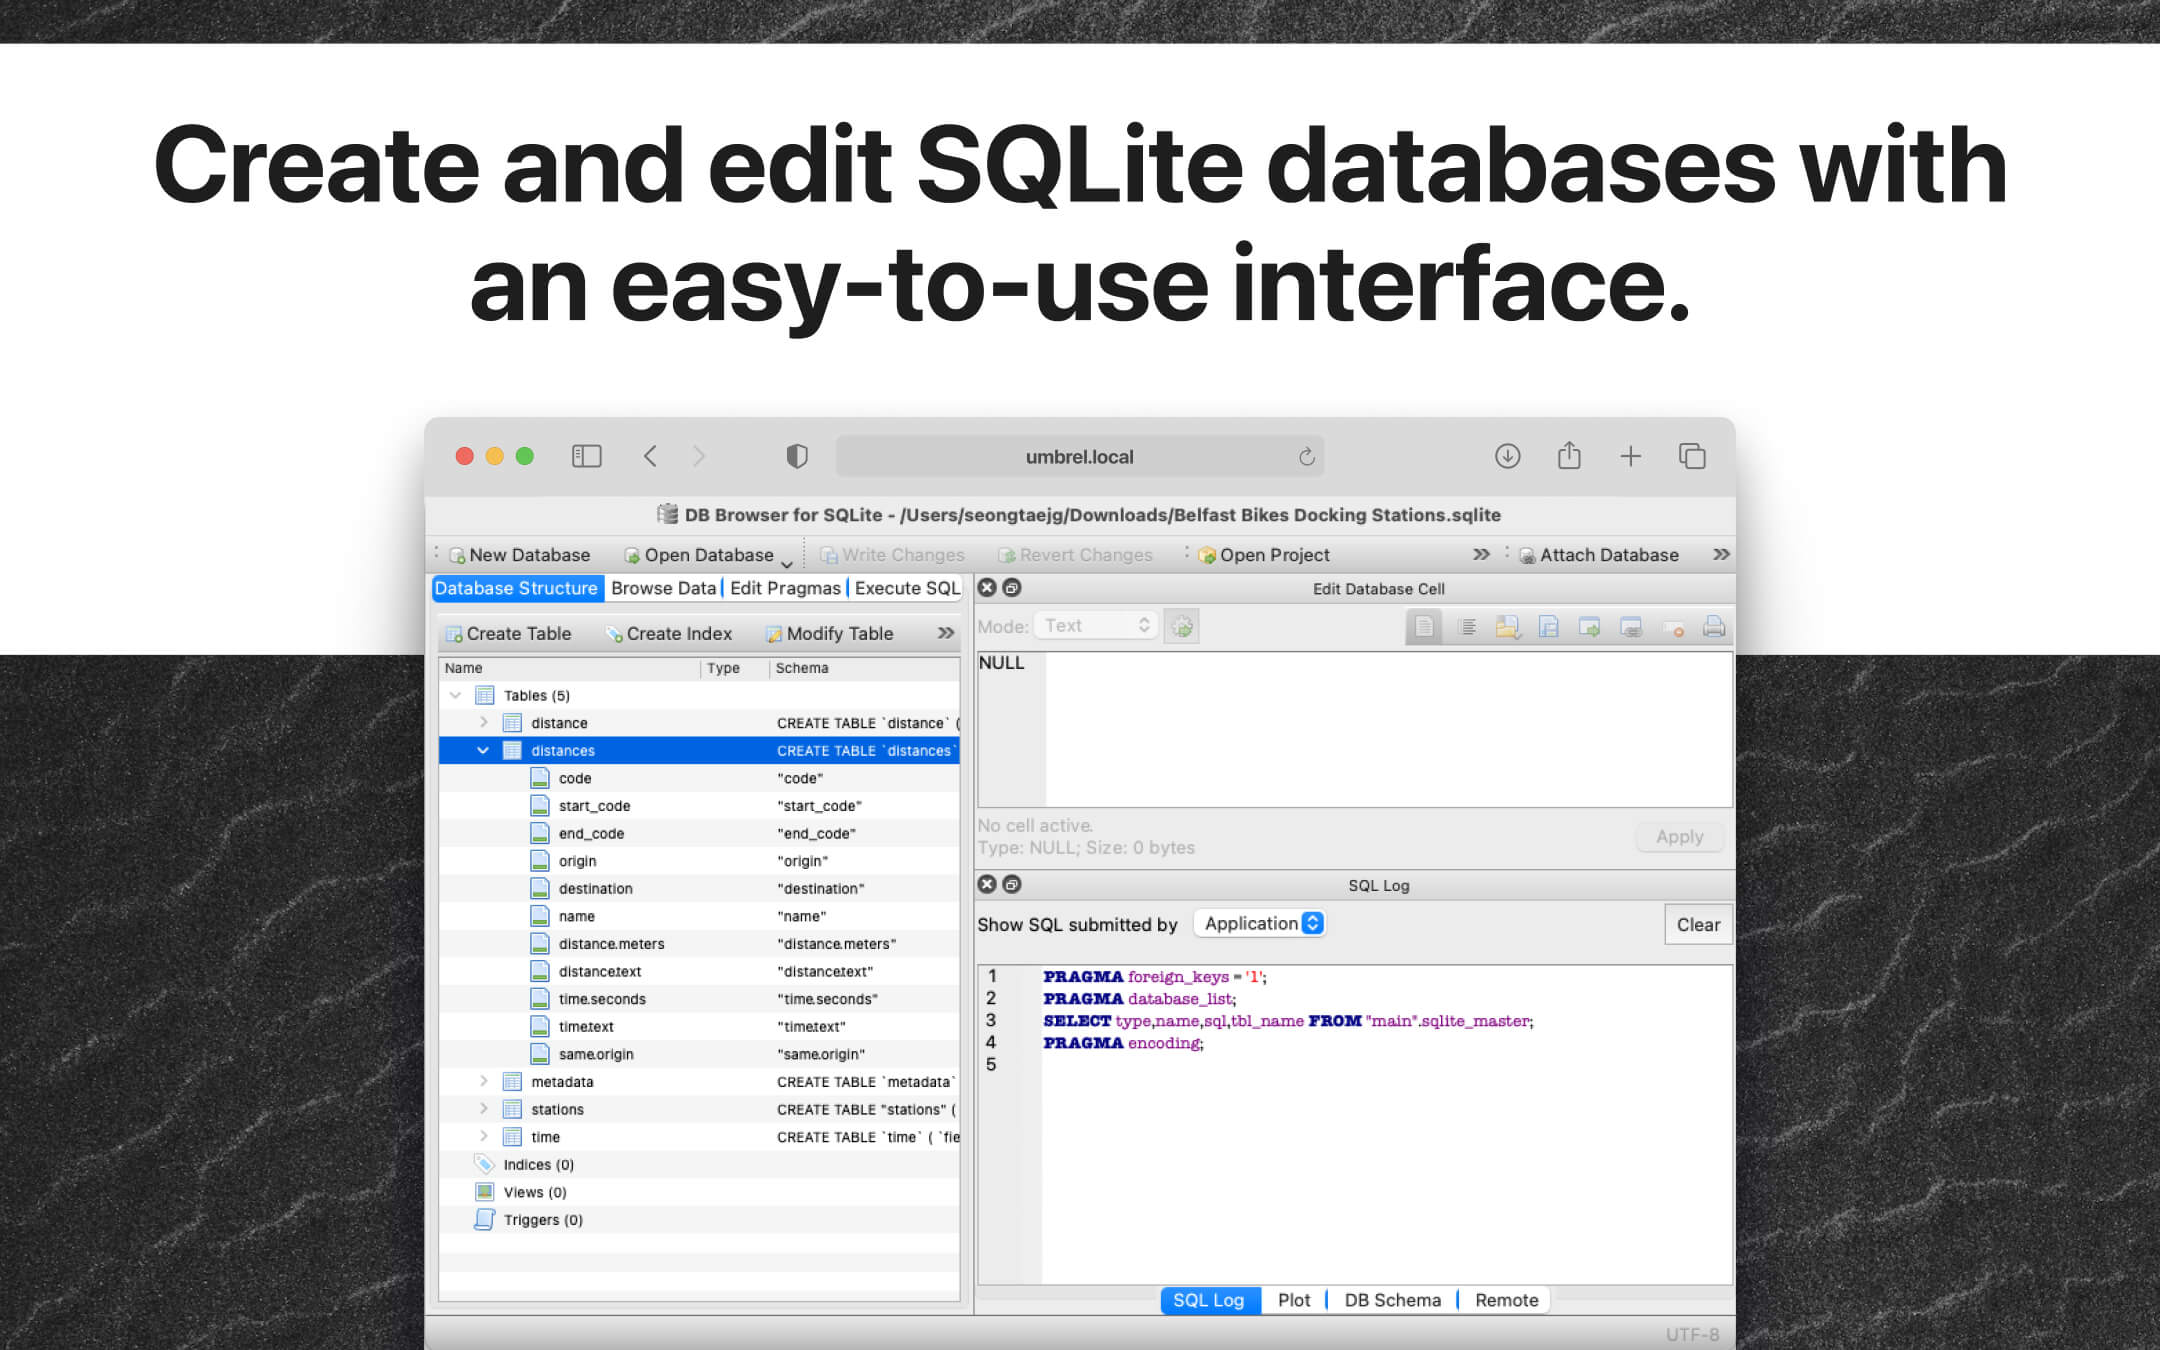 Create and edit SQLite databases with
an easy-to-use interface.
umbrel.local
DB Browser for SQLite - /Users/seongtaejg/Downloads/Belfast Bikes Docking Stations.sqlite
New Database Open Database Write Changes Revert Changes Open Project » Attach Database »
Database Structure Browse Data Edit Pragmas Execute SQL
Create Table Create Index Modify Table »
Name Type Schema
Tables (5)
distance CREATE TABLE `distance` (
distances CREATE TABLE `distances`
code "code"
start_code "start_code"
end_code "end_code"
origin "origin"
destination "destination"
name "name"
distance.meters "distance.meters"
distance.text "distance.text"
time.seconds "time.seconds"
time.text "time.text"
same.origin "same.origin"
metadata CREATE TABLE `metadata`
stations CREATE TABLE "stations" (
time CREATE TABLE `time` ( `fie
Indices (0)
Views (0)
Triggers (0)
Edit Database Cell
Mode: Text
NULL
No cell active.
Type: NULL; Size: 0 bytes
Apply
SQL Log
Show SQL submitted by Application Clear
1 PRAGMA foreign_keys = '1';
2 PRAGMA database_list;
3 SELECT type,name,sql,tbl_name FROM "main".sqlite_master;
4 PRAGMA encoding;
5
SQL Log Plot DB Schema Remote
UTF-8